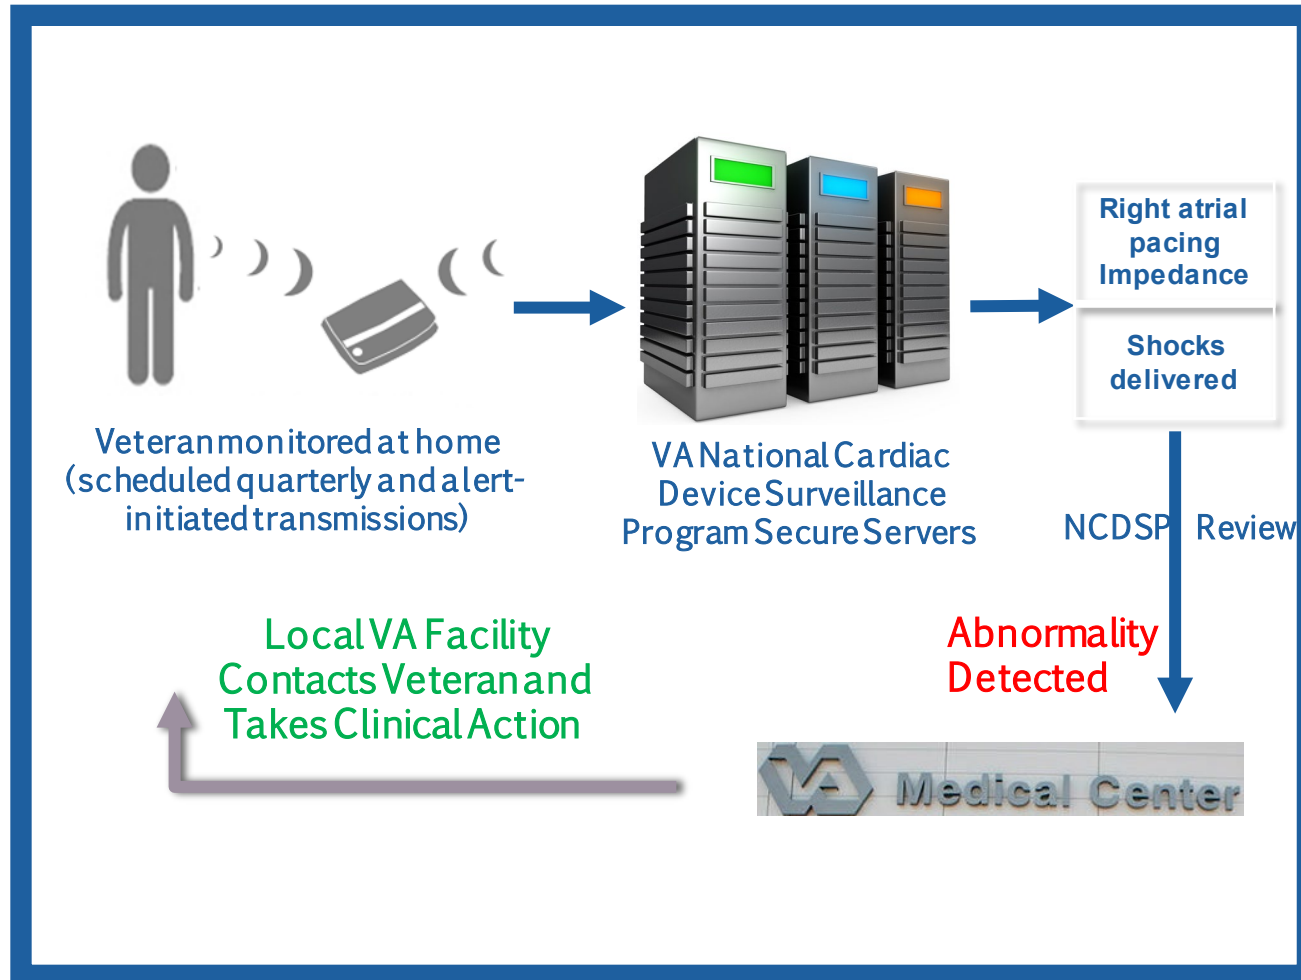 Right atrial
pacing
Impedance
Shocks
delivered
Veteran monitored at home
(scheduled quarterly and alert-
initiated transmissions)
VA National Cardiac
Device Surveillance
Program Secure Servers
NCDSP Review
Local VA Facility
Contacts Veteran and
Takes Clinical Action
Abnormality
Detected
VA Medical Center